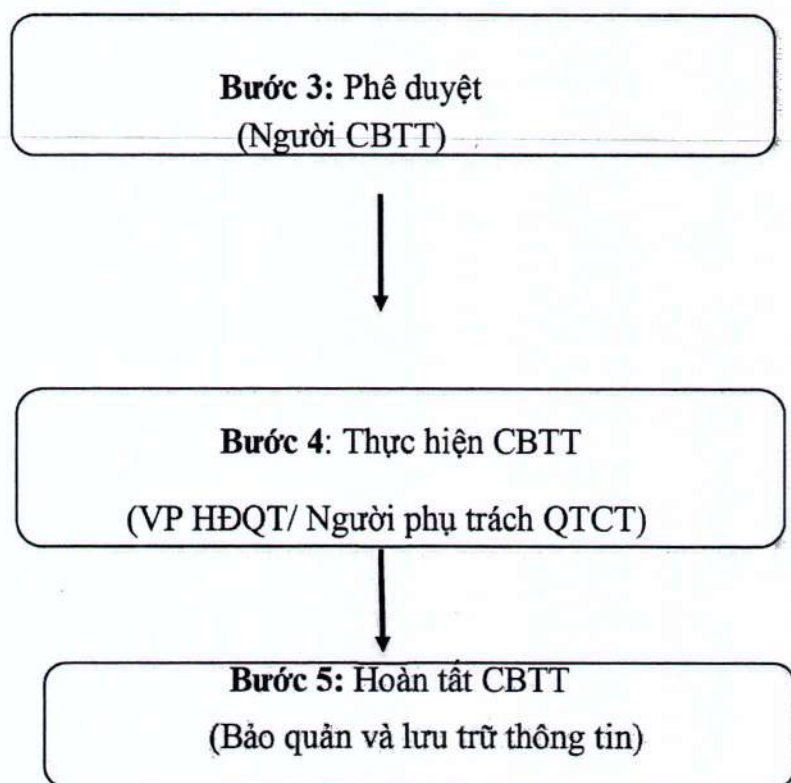 Bước 3: Phê duyệt
(Người CBTT)
Bước 4: Thực hiện CBTT
(VP HĐQT/ Người phụ trách QTCT)
Bước 5: Hoàn tất CBTT
(Bảo quản và lưu trữ thông tin)